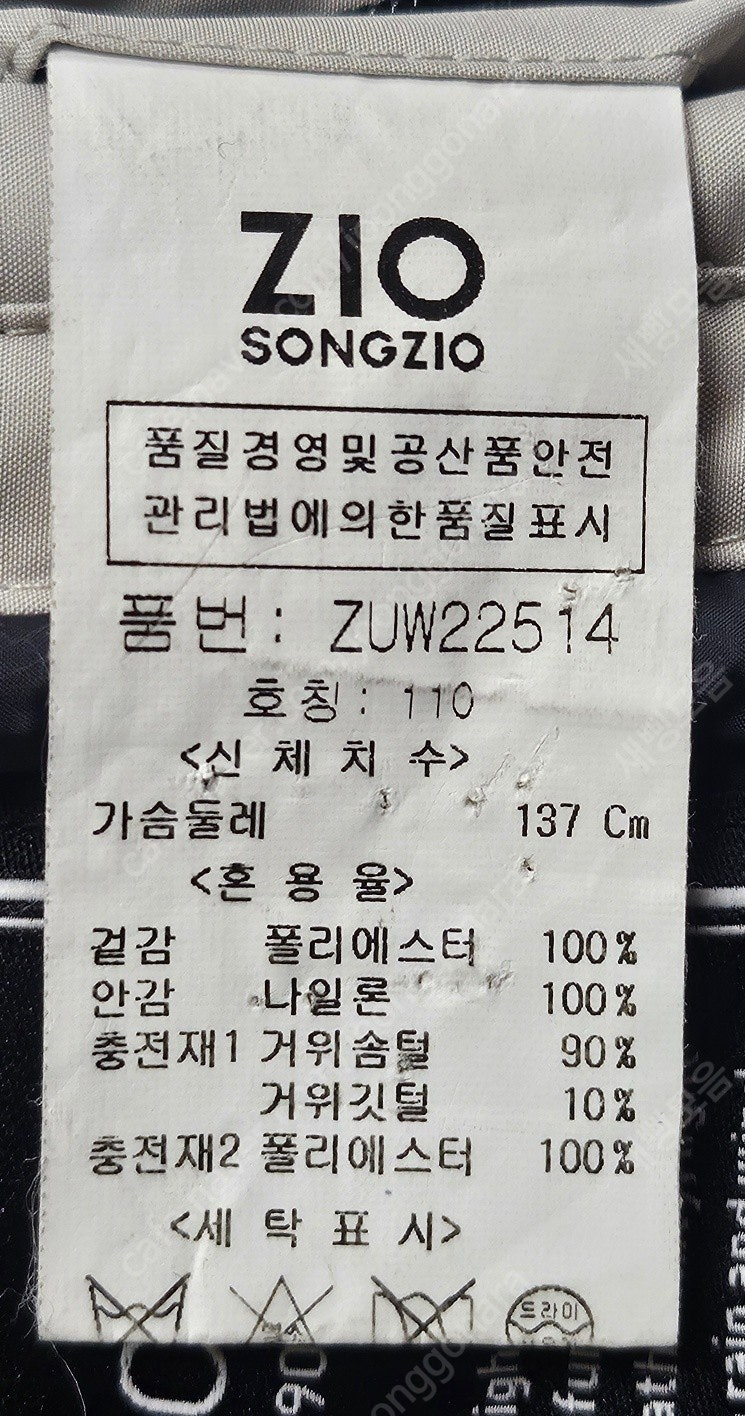 ZIO
SONGZIO
품질경영및공산품안전
관리법에의한품질표시
품번: ZUW22514
호칭: 110
<신 체 치 수>
가슴둘레 137 Cm
<혼 용 율>
겉감 폴리에스터 100%
안감 나일론 100%
충전재1 거위솜털 90%
거위깃털 10%
충전재2 폴리에스터 100%
<세 탁 표 시>
드라이
90
rain and